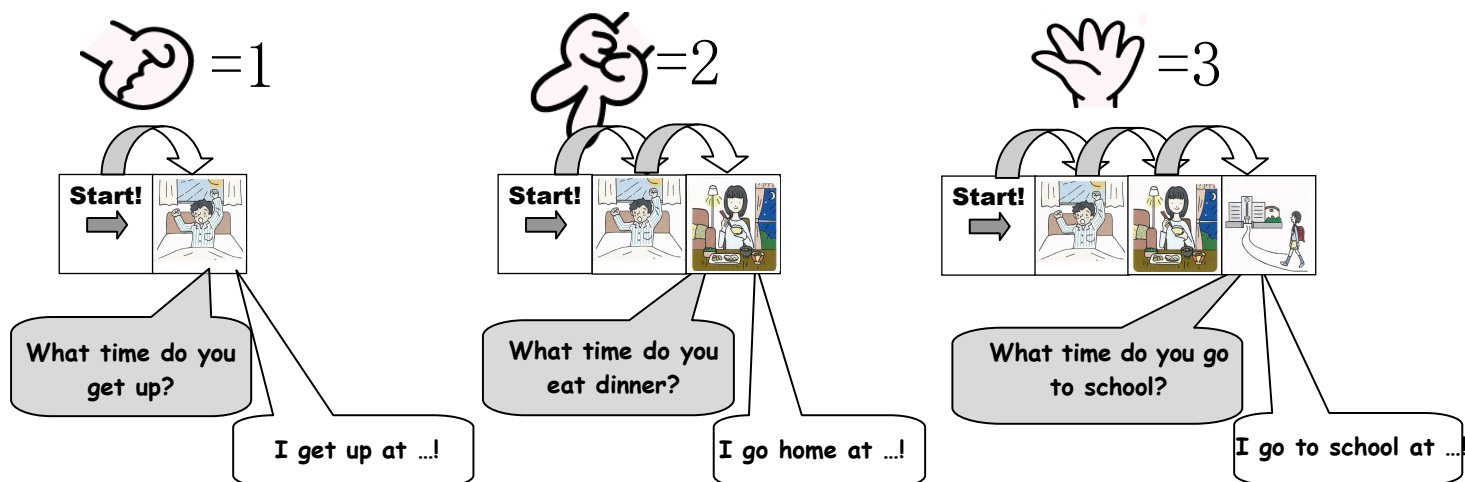 =1
=2
=3
Start!
Start!
Start!
What time do you
get up?
I get up at …!
What time do you
eat dinner?
I go home at …!
What time do you go
to school?
I go to school at …!